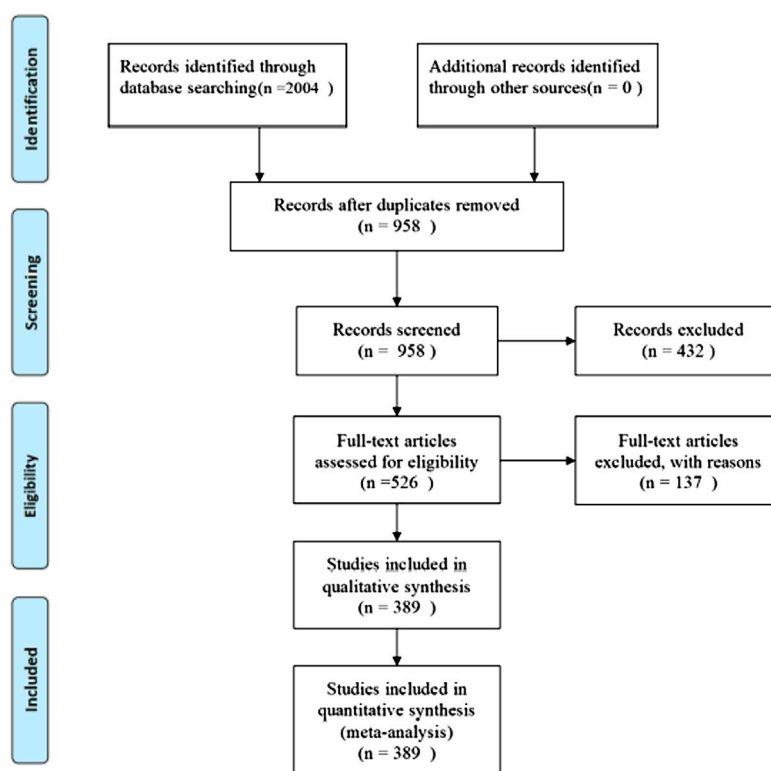 Identification
Records identified through
database searching(n =2004 )
Additional records identified
through other sources(n = 0 )
Records after duplicates removed
(n = 958 )
Screening
Records screened
(n = 958 )
Records excluded
(n = 432 )
Eligibility
Full-text articles
assessed for eligibility
(n =526 )
Full-text articles
excluded, with reasons
(n = 137 )
Studies included in
qualitative synthesis
(n = 389 )
Included
Studies included in
quantitative synthesis
(meta-analysis)
(n = 389 )